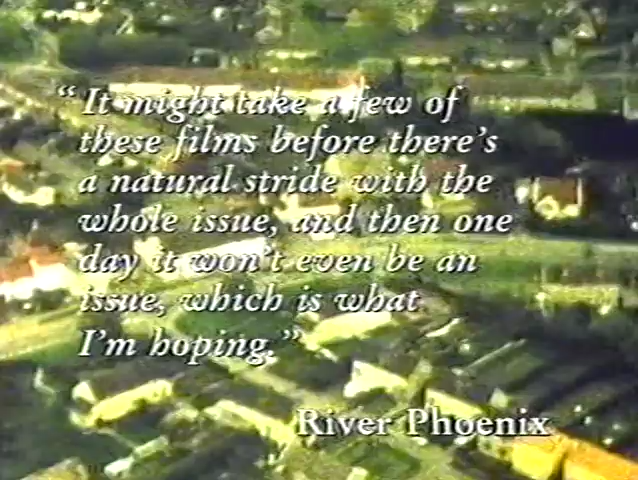 “It might take a few of
these films before there’s
a natural stride with the
whole issue, and then one
day it won’t even be an
issue, which is what
I’m hoping.”
River Phoenix